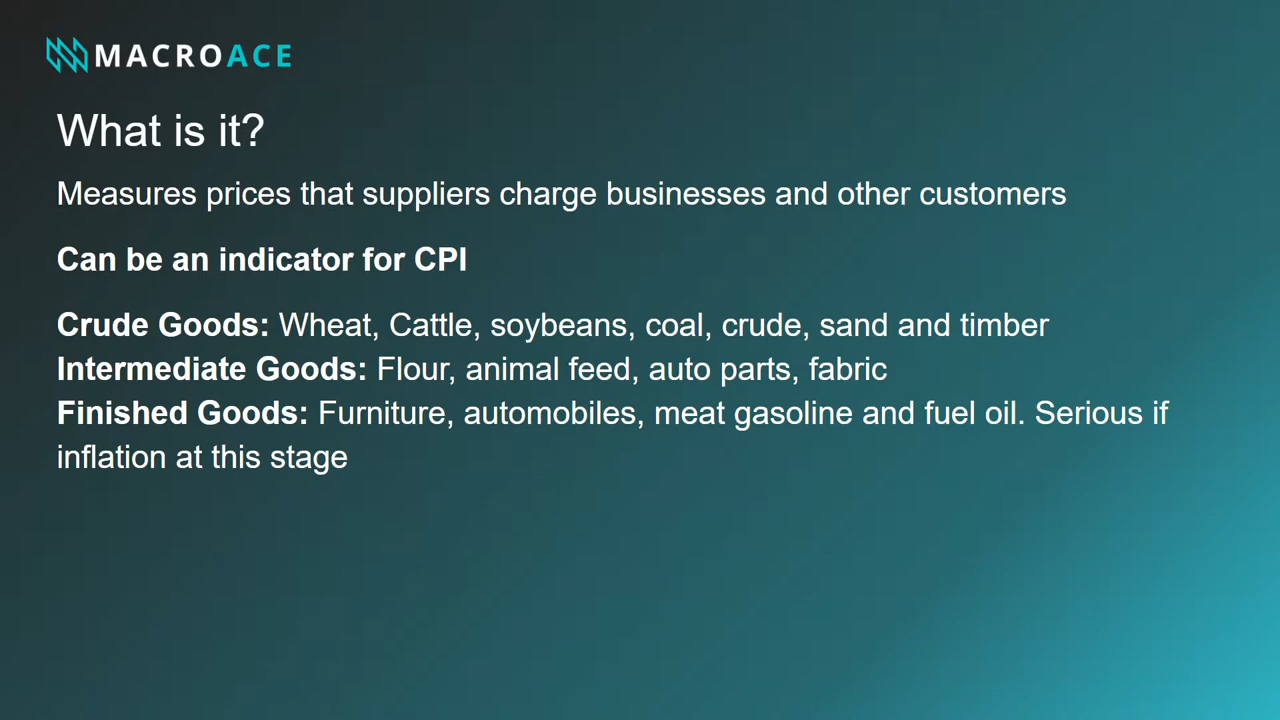 MACROACE
What is it?
Measures prices that suppliers charge businesses and other customers
Can be an indicator for CPI
Crude Goods: Wheat, Cattle, soybeans, coal, crude, sand and timber
Intermediate Goods: Flour, animal feed, auto parts, fabric
Finished Goods: Furniture, automobiles, meat gasoline and fuel oil. Serious if
inflation at this stage